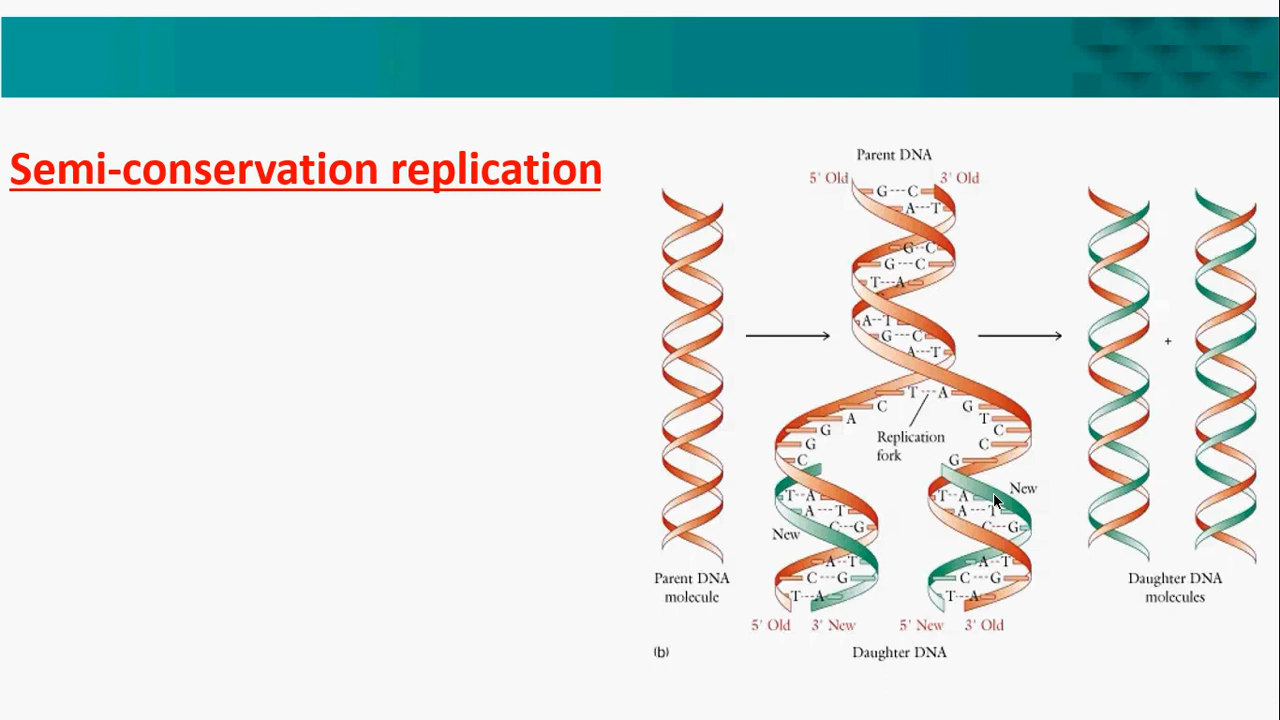 Semi-conservation replication
Parent DNA
5' Old 3' Old
G---C
A---T
G---C
G---C
T---A
A--T
G---C
A---T
T---A
C G
A T
G C
G C
C G
T--A T--A New
A---T A---T
New C--G C--G
A--T A--T
C---G C---G
T---A T---A
5' Old 3' New 5' New 3' Old
Replication
fork
Parent DNA
molecule
+
Daughter DNA
molecules
(b) Daughter DNA